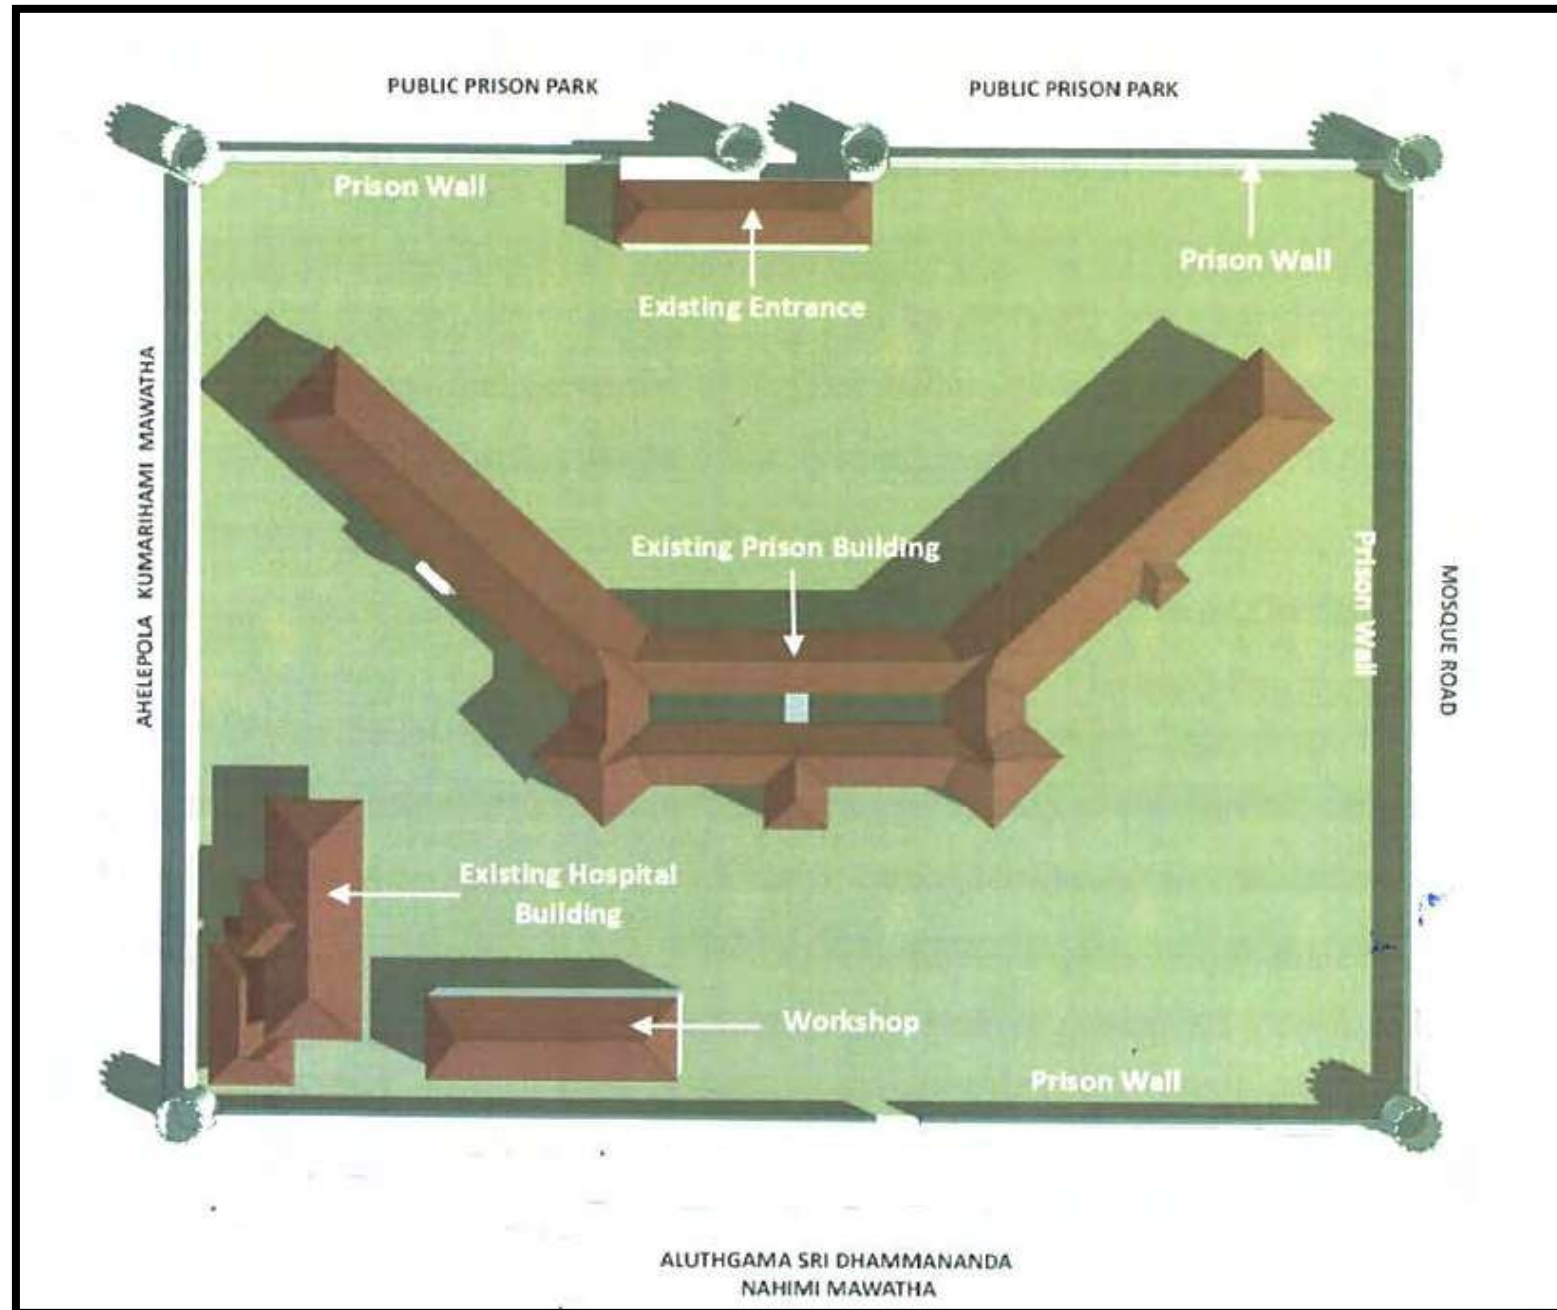 PUBLIC PRISON PARK
PUBLIC PRISON PARK
Prison Wall
Prison Wall
Existing Entrance
AHELEPOLA KUMARIHAMI MAWATHA
Existing Prison Building
Prison Wall
MOSQUE ROAD
Existing Hospital
Building
Workshop
Prison Wall
ALUTHGAMA SRI DHAMMANANDA
NAHIMI MAWATHA